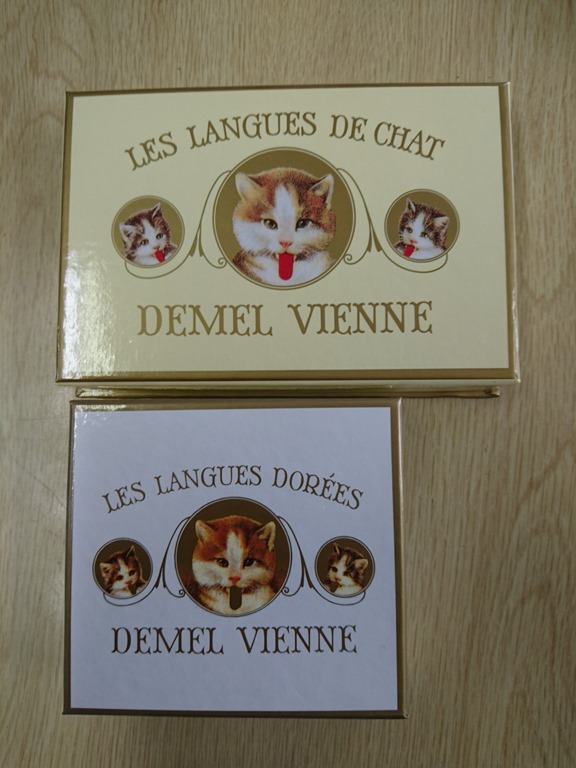 LES LANGUES DE CHAT
DEMEL VIENNE
LES LANGUES DORÉES
DEMEL VIENNE